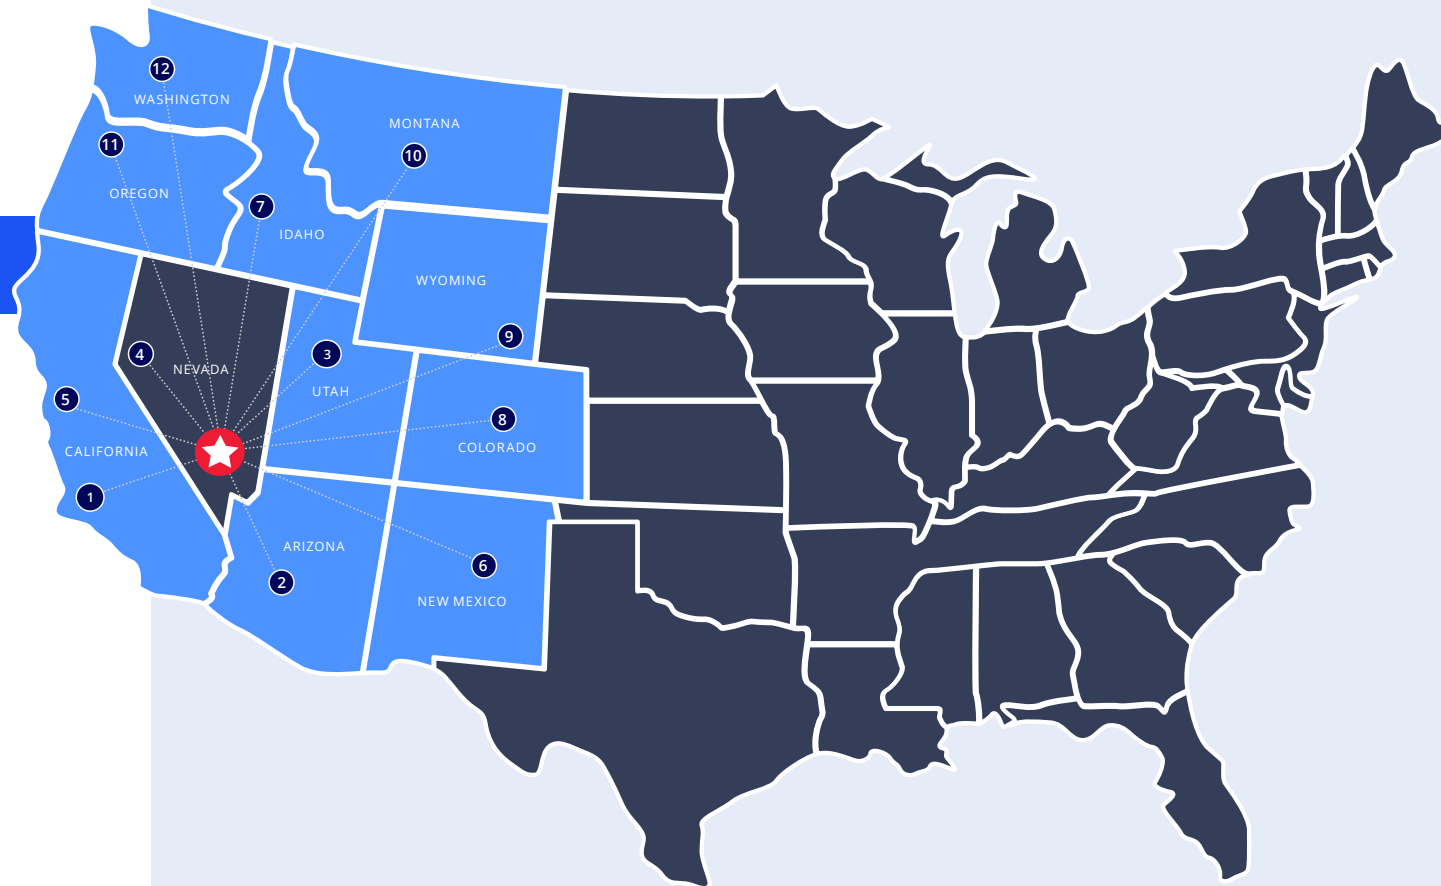 12
WASHINGTON
MONTANA
11
10
OREGON
7
IDAHO
WYOMING
9
4
3
NEVADA
UTAH
5
8
CALIFORNIA
COLORADO
1
ARIZONA
6
2
NEW MEXICO